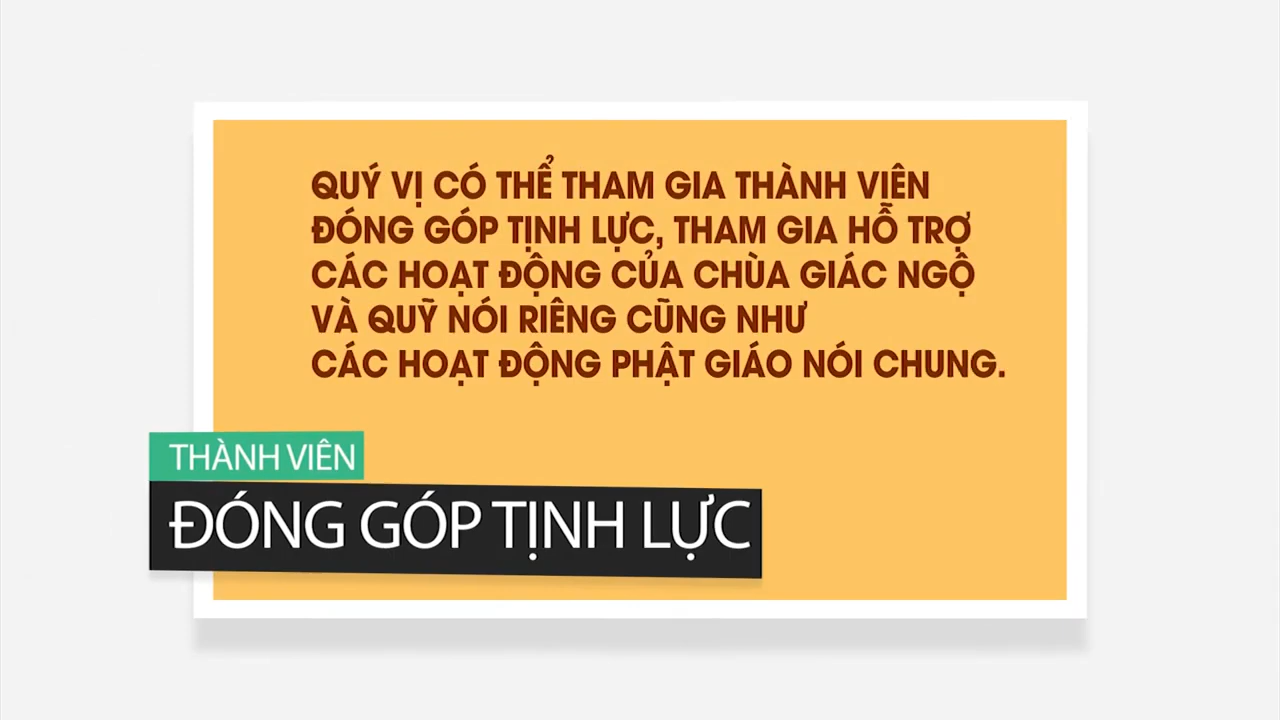 QUÝ VỊ CÓ THỂ THAM GIA THÀNH VIÊN
ĐÓNG GÓP TỊNH LỰC, THAM GIA HỖ TRỢ
CÁC HOẠT ĐỘNG CỦA CHÙA GIÁC NGỘ
VÀ QUỸ NÓI RIÊNG CŨNG NHƯ
CÁC HOẠT ĐỘNG PHẬT GIÁO NÓI CHUNG.
THÀNH VIÊN
ĐÓNG GÓP TỊNH LỰC